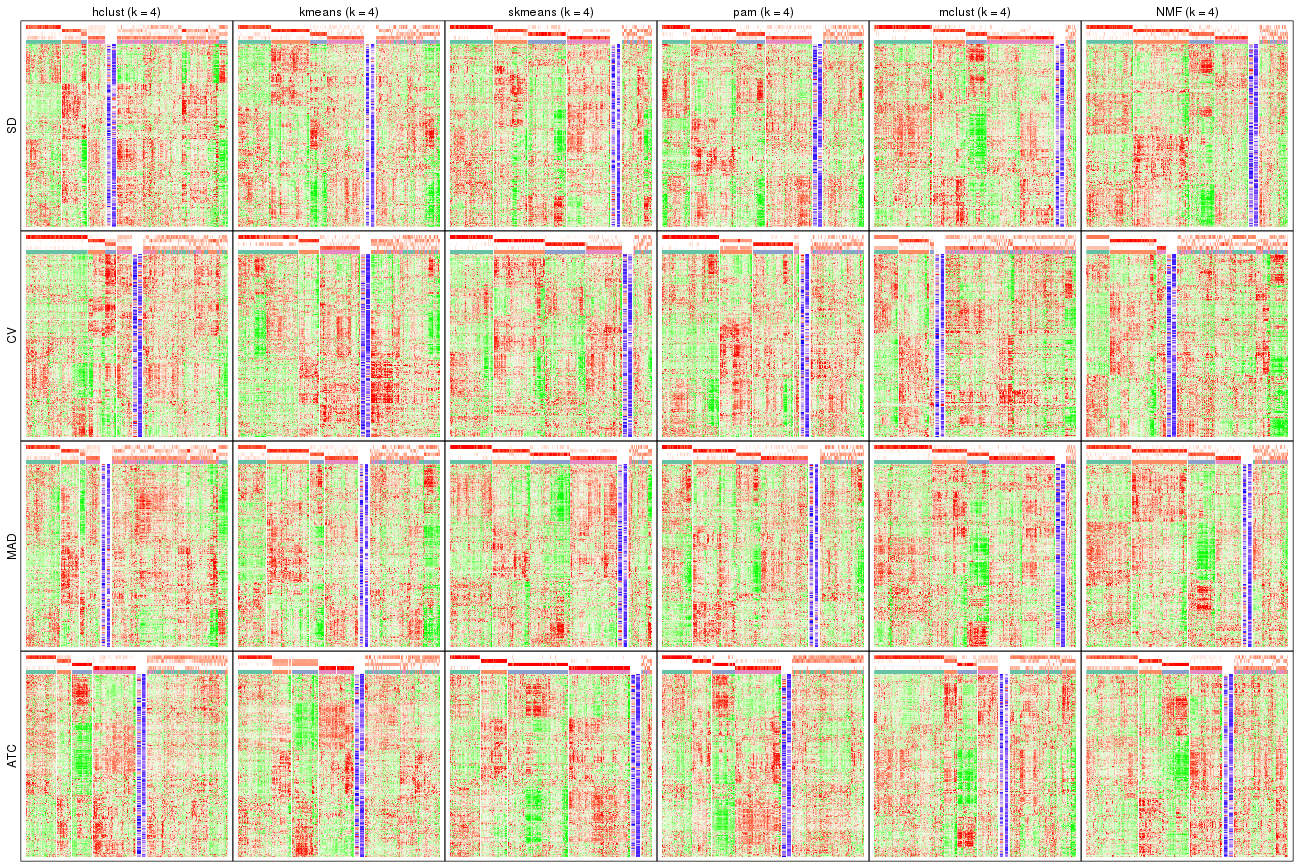 hclust (k = 4) kmeans (k = 4) skmeans (k = 4) pam (k = 4) mclust (k = 4) NMF (k = 4)
SD
CV
MAD
ATC